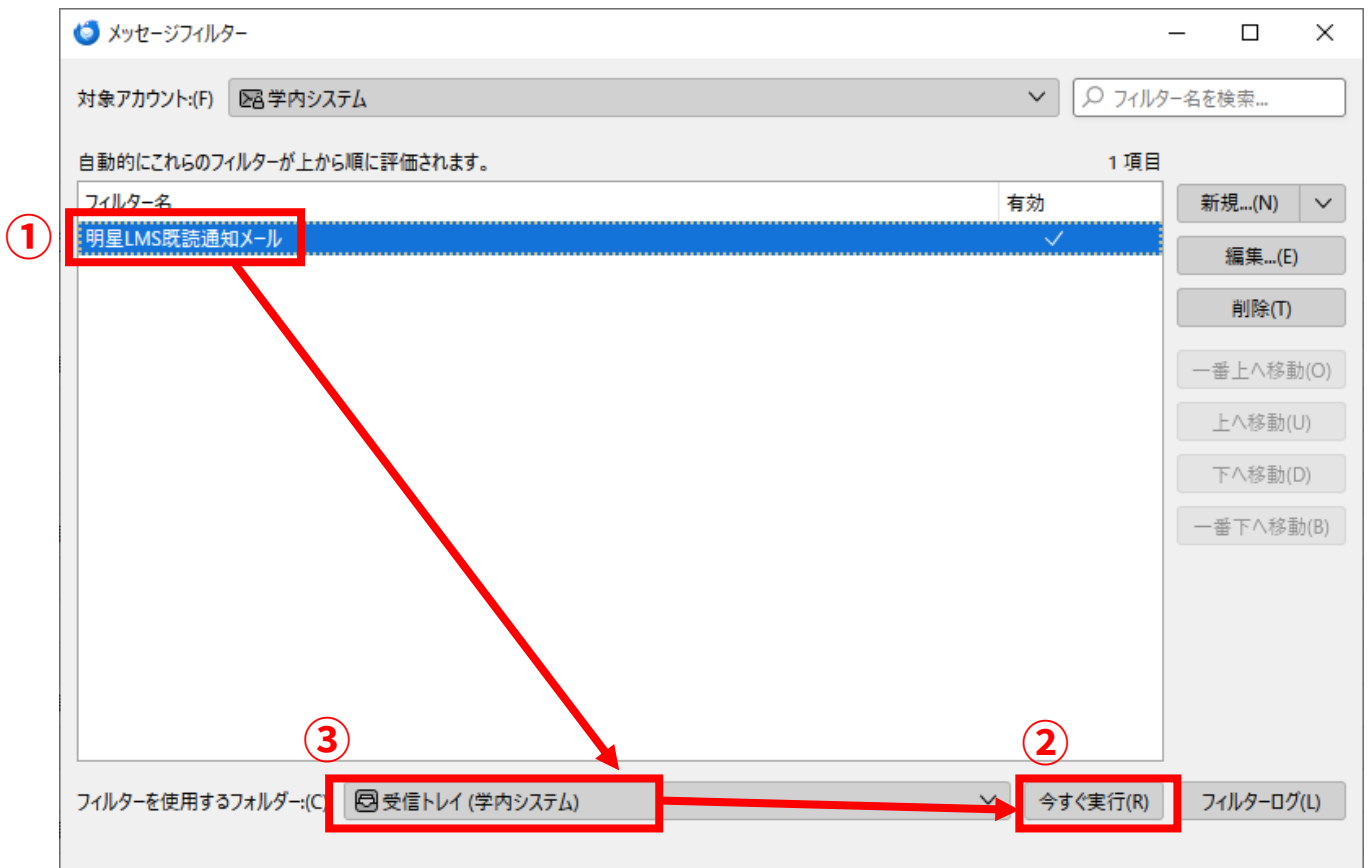 メッセージフィルター
対象アカウント:(F) 学内システム フィルター名を検索...
自動的にこれらのフィルターが上から順に評価されます。 1 項目
フィルター名 有効 新規...(N)
① 明星LMS既読通知メール
編集...(E)
削除(T)
一番上へ移動(O)
上へ移動(U)
下へ移動(D)
一番下へ移動(B)
③ ②
フィルターを使用するフォルダー:(C) 受信トレイ (学内システム) 今すぐ実行(R) フィルターログ(L)